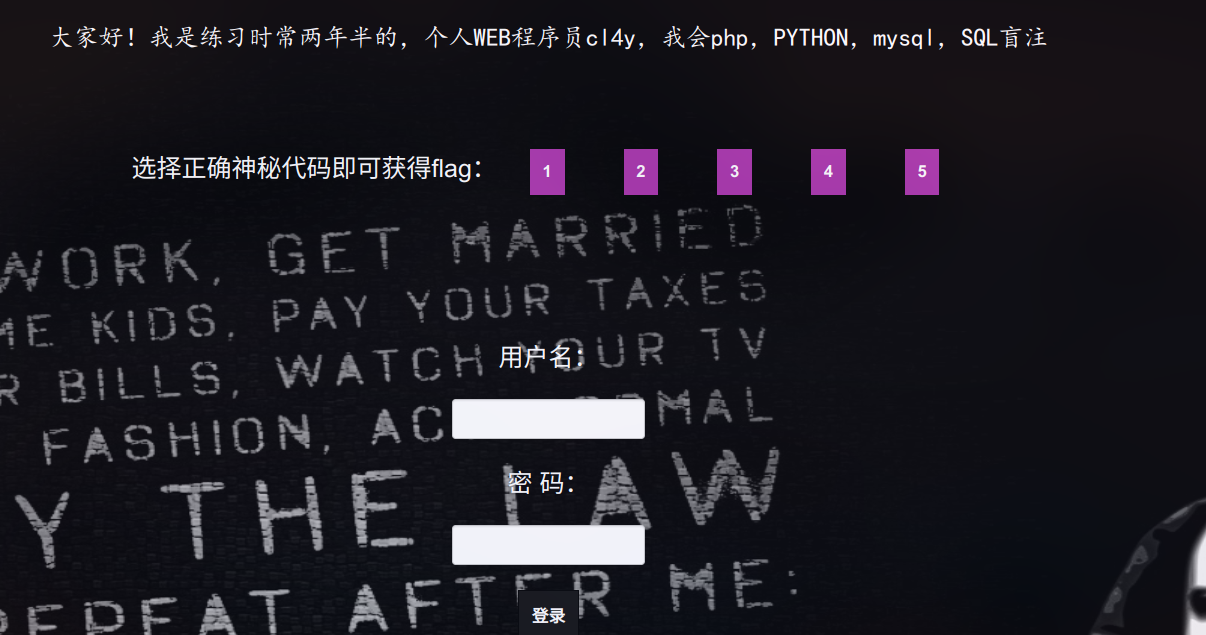 大家好！我是练习时常两年半的，个人WEB程序员cl4y，我会php，PYTHON，mysql，SQL盲注
选择正确神秘代码即可获得flag： 1 2 3 4 5
WORK, GET MARRIED
ME KIDS, PAY YOUR TAXES
R BILLS, WATCH YOUR TV
用户名：
FASHION, AC RMAL
密 码：
Y THE LAW
REPEAT AFTER ME:
登录